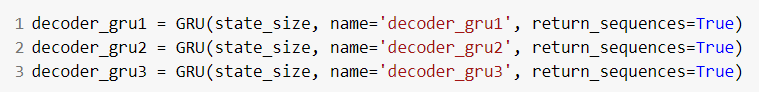 1 decoder_gru1 = GRU(state_size, name='decoder_gru1', return_sequences=True)
2 decoder_gru2 = GRU(state_size, name='decoder_gru2', return_sequences=True)
3 decoder_gru3 = GRU(state_size, name='decoder_gru3', return_sequences=True)